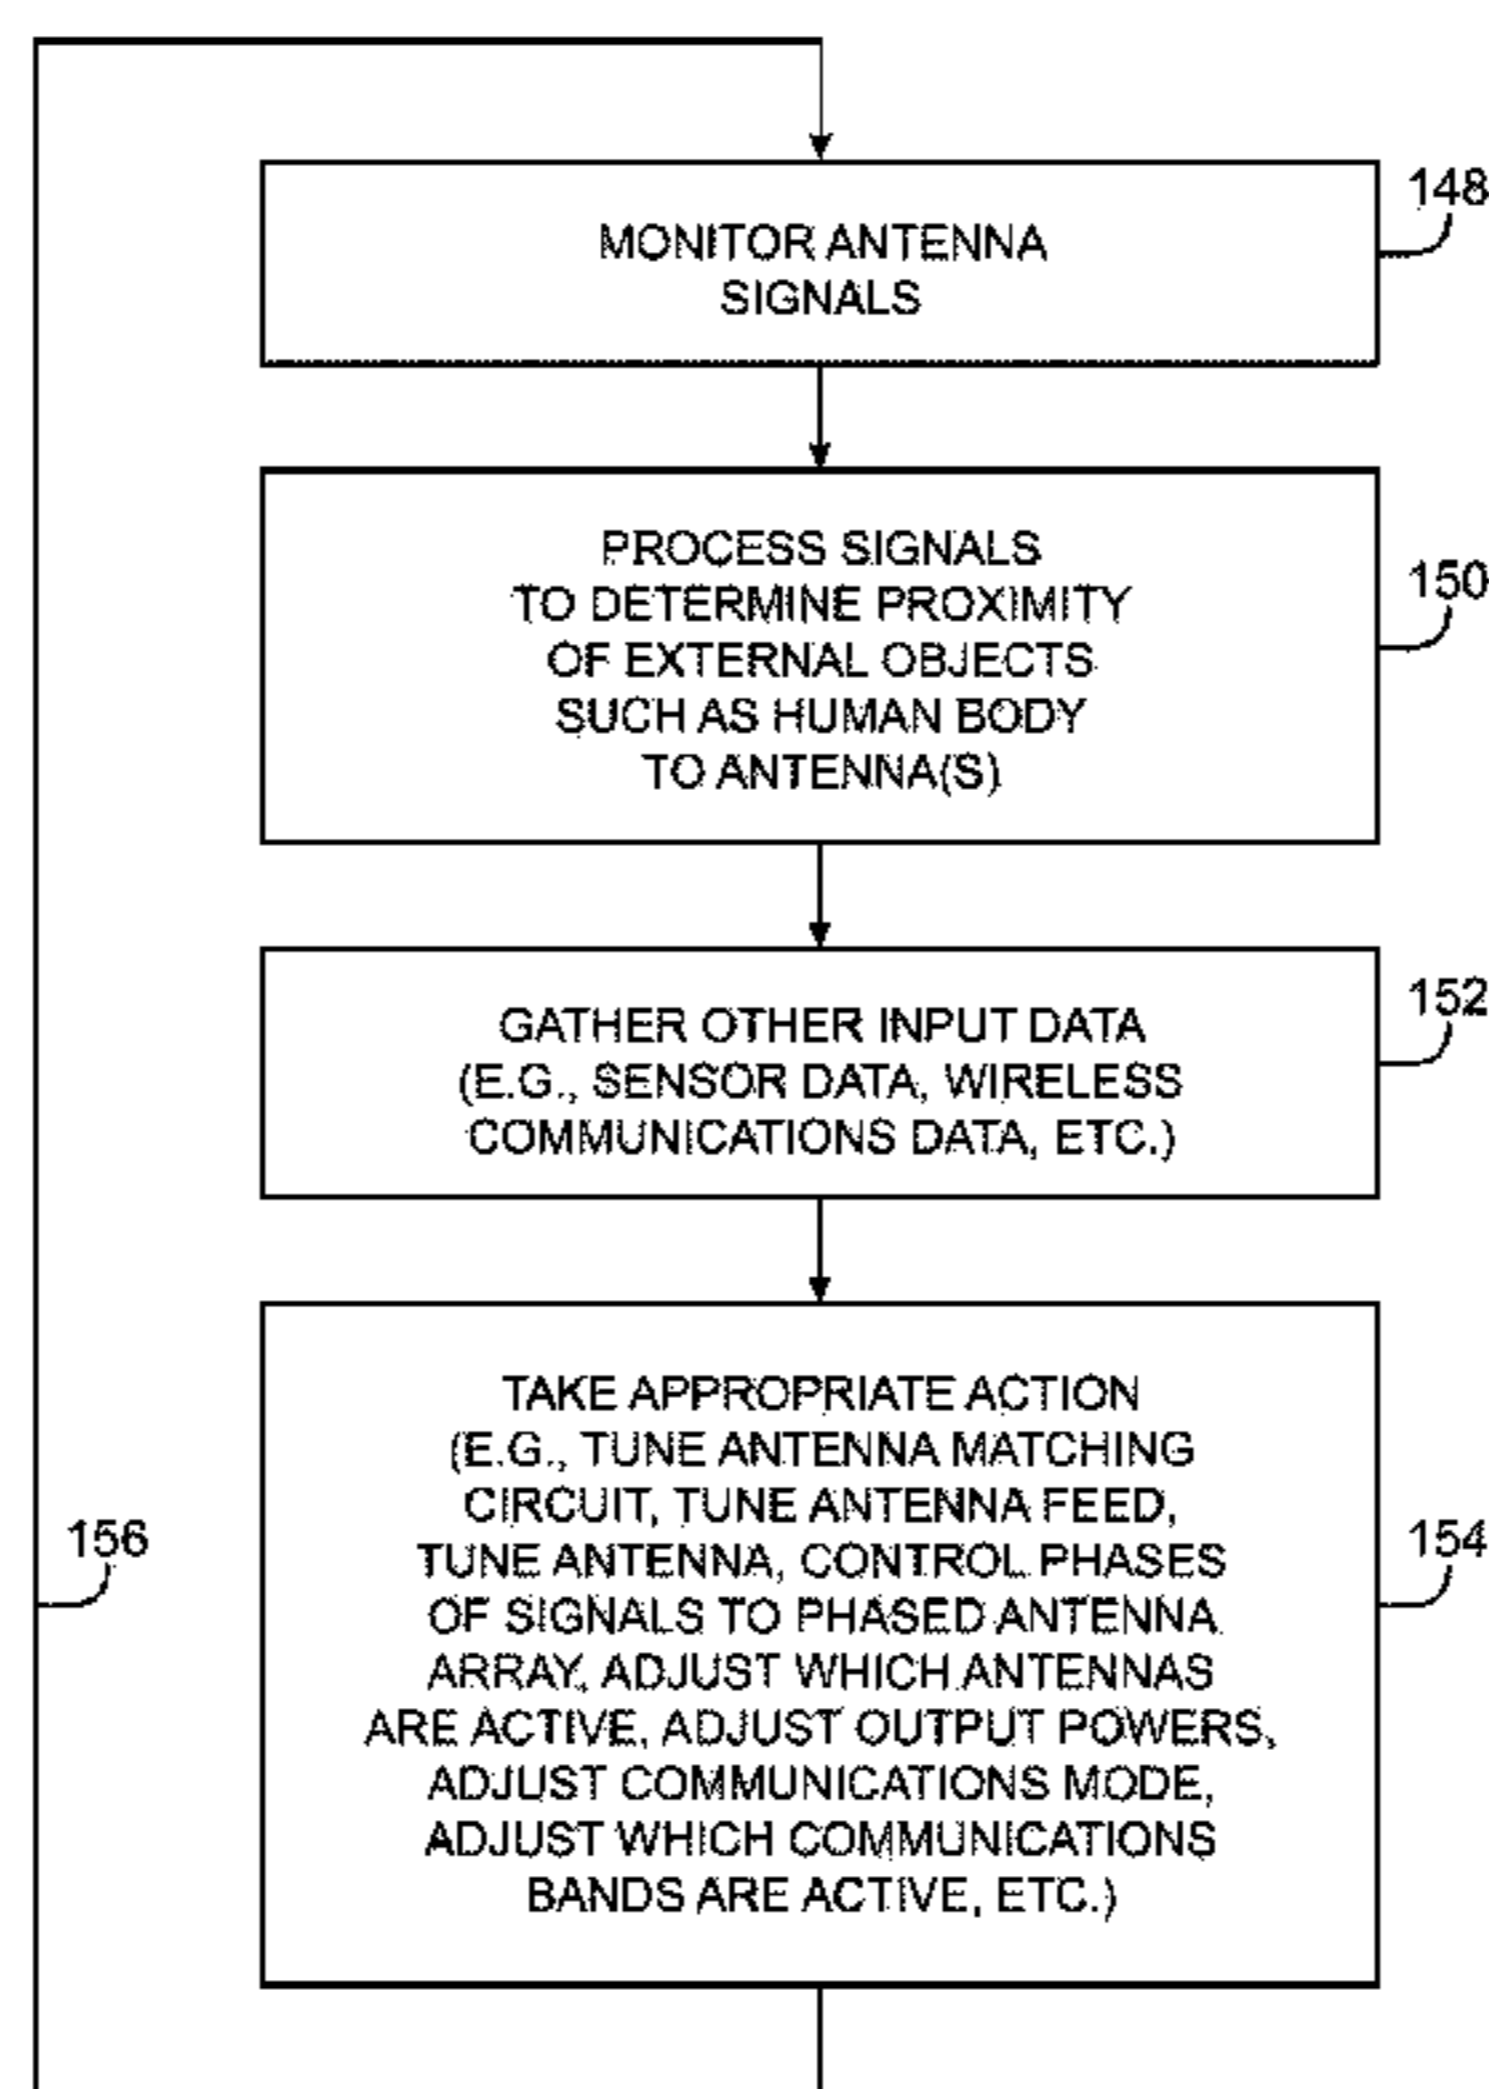 MONITOR ANTENNA
SIGNALS
148
PROCESS SIGNALS
TO DETERMINE PROXIMITY
OF EXTERNAL OBJECTS
SUCH AS HUMAN BODY
TO ANTENNA(S)
150
GATHER OTHER INPUT DATA
(E.G., SENSOR DATA, WIRELESS
COMMUNICATIONS DATA, ETC.)
152
TAKE APPROPRIATE ACTION
(E.G., TUNE ANTENNA MATCHING
CIRCUIT, TUNE ANTENNA FEED,
TUNE ANTENNA, CONTROL PHASES
OF SIGNALS TO PHASED ANTENNA
ARRAY, ADJUST WHICH ANTENNAS
ARE ACTIVE, ADJUST OUTPUT POWERS,
ADJUST COMMUNICATIONS MODE,
ADJUST WHICH COMMUNICATIONS
BANDS ARE ACTIVE, ETC.)
154
156